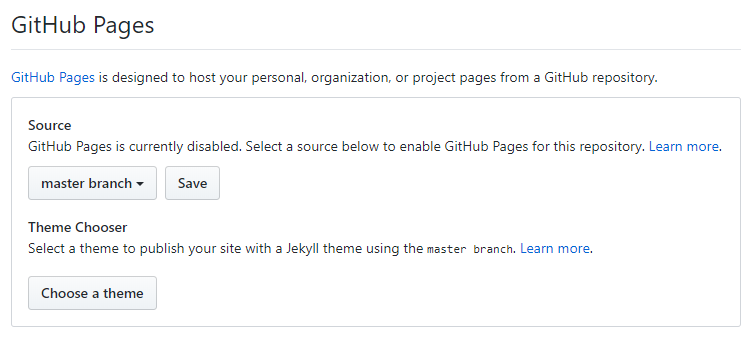 GitHub Pages
GitHub Pages is designed to host your personal, organization, or project pages from a GitHub repository.
Source
GitHub Pages is currently disabled. Select a source below to enable GitHub Pages for this repository. Learn more.
master branch Save
Theme Chooser
Select a theme to publish your site with a Jekyll theme using the master branch. Learn more.
Choose a theme